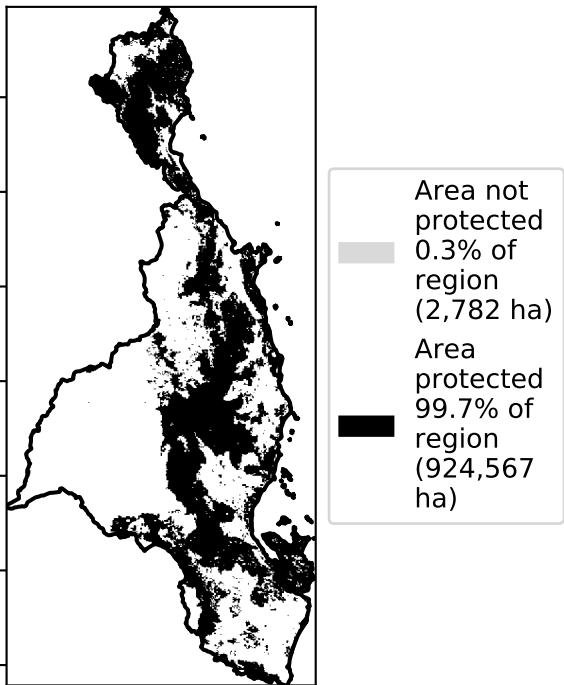 Area not
protected
0.3% of
region
(2,782 ha)
Area
protected
99.7% of
region
(924,567
ha)